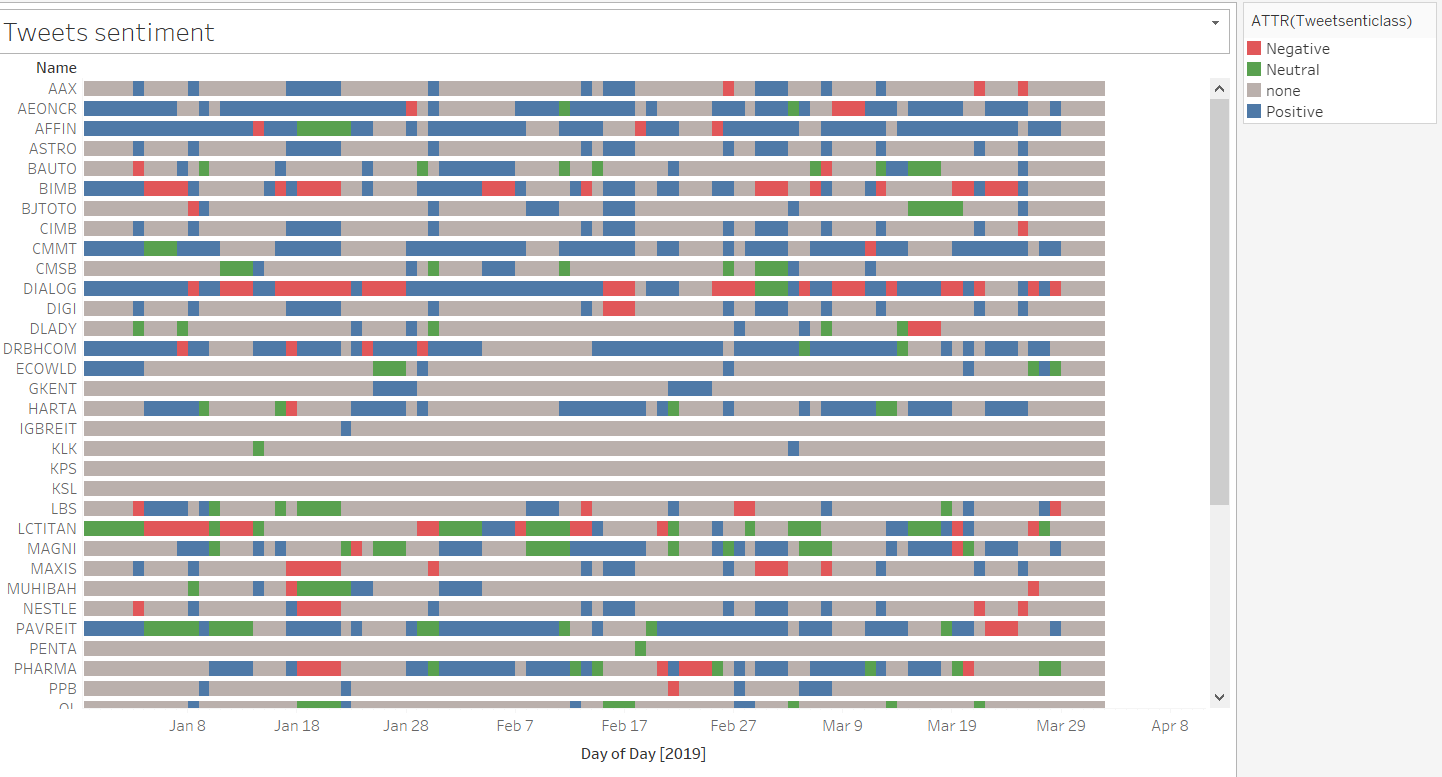 Tweets sentiment
ATTR(Tweetsenticlass)
Negative
Neutral
none
Positive
Name
AAX
AEONCR
AFFIN
ASTRO
BAUTO
BIMB
BJTOTO
CIMB
CMMT
CMSB
DIALOG
DIGI
DLADY
DRBHCOM
ECOWLD
GKENT
HARTA
IGBREIT
KLK
KPS
KSL
LBS
LCTITAN
MAGNI
MAXIS
MUHIBAH
NESTLE
PAVREIT
PENTA
PHARMA
PPB
Jan 8 Jan 18 Jan 28 Feb 7 Feb 17 Feb 27 Mar 9 Mar 19 Mar 29 Apr 8
Day of Day [2019]